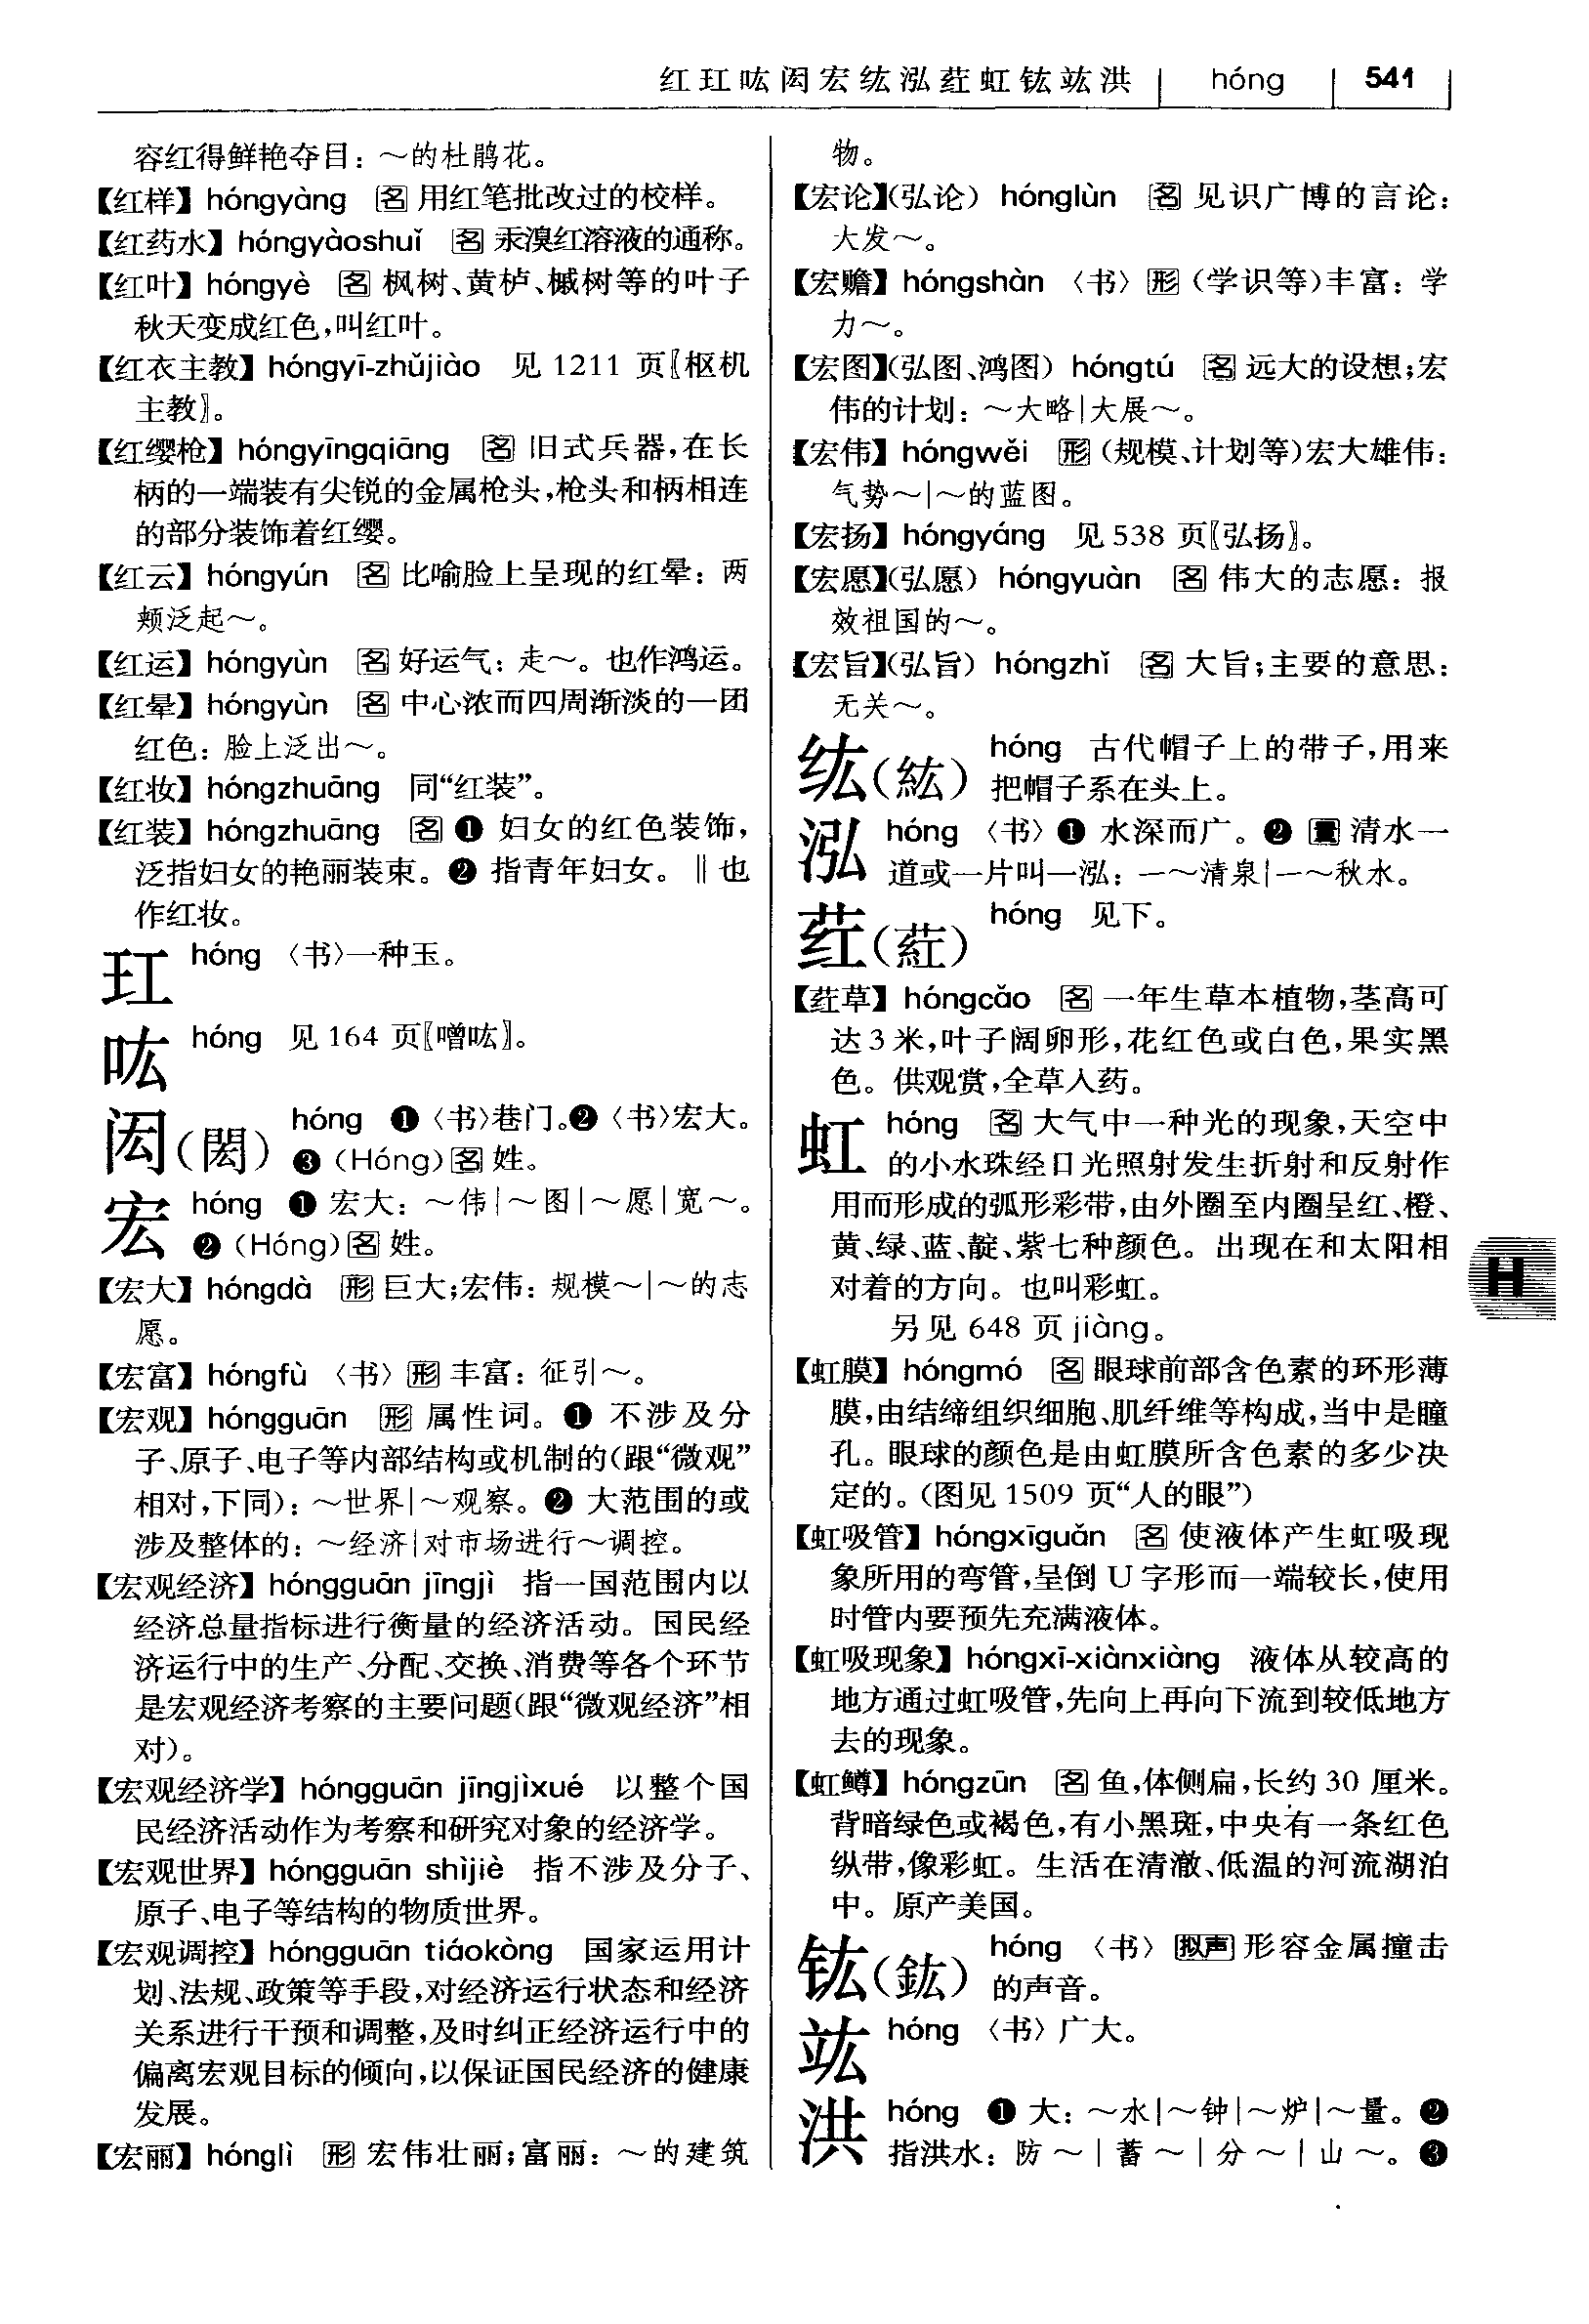 红玒吰闳宏纮泓荭虹鈜竑洪 hóng 541
容红得鲜艳夺目：～的杜鹃花。
【红样】hóngyàng 名 用红笔批改过的校样。
【红药水】hóngyàoshuǐ 名 汞溴红溶液的通称。
【红叶】hóngyè 名 枫树、黄栌、槭树等的叶子
秋天变成红色，叫红叶。
【红衣主教】hóngyī-zhǔjiào 见 1211 页〖枢机
主教〗。
【红缨枪】hóngyīngqiāng 名 旧式兵器，在长
柄的一端装有尖锐的金属枪头，枪头和柄相连
的部分装饰着红缨。
【红云】hóngyún 名 比喻脸上呈现的红晕：两
颊泛起～。
【红运】hóngyùn 名 好运气：走～。也作鸿运。
【红晕】hóngyùn 名 中心浓而四周渐淡的一团
红色：脸上泛出～。
【红妆】hóngzhuāng 同“红装”。
【红装】hóngzhuāng 名 ❶ 妇女的红色装饰，
泛指妇女的艳丽装束。❷ 指青年妇女。‖也
作红妆。
玒 hóng 〈书〉一种玉。
吰 hóng 见 164 页〖噌吰〗。
闳（閎） hóng ❶〈书〉巷门。❷〈书〉宏大。
❸（Hóng）名 姓。
宏 hóng ❶ 宏大：～伟|～图|～愿|宽～。
❷（Hóng）名 姓。
【宏大】hóngdà 形 巨大；宏伟：规模～|～的志
愿。
【宏富】hóngfù 〈书〉形 丰富：征引～。
【宏观】hóngguān 形 属性词。❶ 不涉及分
子、原子、电子等内部结构或机制的（跟“微观”
相对，下同）：～世界|～观察。❷ 大范围的或
涉及整体的：～经济|对市场进行～调控。
【宏观经济】hóngguān jīngjì 指一国范围内以
经济总量指标进行衡量的经济活动。国民经
济运行中的生产、分配、交换、消费等各个环节
是宏观经济考察的主要问题（跟“微观经济”相
对）。
【宏观经济学】hóngguān jīngjìxué 以整个国
民经济活动作为考察和研究对象的经济学。
【宏观世界】hóngguān shìjiè 指不涉及分子、
原子、电子等结构的物质世界。
【宏观调控】hóngguān tiáokòng 国家运用计
划、法规、政策等手段，对经济运行状态和经济
关系进行干预和调整，及时纠正经济运行中的
偏离宏观目标的倾向，以保证国民经济的健康
发展。
【宏丽】hónglì 形 宏伟壮丽；富丽：～的建筑
物。
【宏论】（弘论）hónglùn 名 见识广博的言论：
大发～。
【宏赡】hóngshàn 〈书〉形（学识等）丰富：学
力～。
【宏图】（弘图、鸿图）hóngtú 名 远大的设想；宏
伟的计划：～大略|大展～。
【宏伟】hóngwěi 形（规模、计划等）宏大雄伟：
气势～|～的蓝图。
【宏扬】hóngyáng 见 538 页〖弘扬〗。
【宏愿】（弘愿）hóngyuàn 名 伟大的志愿：报
效祖国的～。
【宏旨】（弘旨）hóngzhǐ 名 大旨；主要的意思：
无关～。
纮（紘） hóng 古代帽子上的带子，用来
把帽子系在头上。
泓 hóng 〈书〉❶ 水深而广。❷ 量 清水一
道或一片叫一泓：一～清泉|一～秋水。
荭（葒） hóng 见下。
【荭草】hóngcǎo 名 一年生草本植物，茎高可
达 3 米，叶子阔卵形，花红色或白色，果实黑
色。供观赏，全草入药。
虹 hóng 名 大气中一种光的现象，天空中
的小水珠经日光照射发生折射和反射作
用而形成的弧形彩带，由外圈至内圈呈红、橙、
黄、绿、蓝、靛、紫七种颜色。出现在和太阳相
对着的方向。也叫彩虹。
另见 648 页 jiàng。
【虹膜】hóngmó 名 眼球前部含色素的环形薄
膜，由结缔组织细胞、肌纤维等构成，当中是瞳
孔。眼球的颜色是由虹膜所含色素的多少决
定的。（图见 1509 页“人的眼”）
【虹吸管】hóngxīguǎn 名 使液体产生虹吸现
象所用的弯管，呈倒 U 字形而一端较长，使用
时管内要预先充满液体。
【虹吸现象】hóngxī-xiànxiàng 液体从较高的
地方通过虹吸管，先向上再向下流到较低地方
去的现象。
【虹鳟】hóngzūn 名 鱼，体侧扁，长约 30 厘米。
背暗绿色或褐色，有小黑斑，中央有一条红色
纵带，像彩虹。生活在清澈、低温的河流湖泊
中。原产美国。
𬭎（鈜） hóng 〈书〉拟声 形容金属撞击
的声音。
竑 hóng 〈书〉广大。
洪 hóng ❶ 大：～水|～钟|～炉|～量。❷
指洪水：防～|蓄～|分～|山～。❸
H